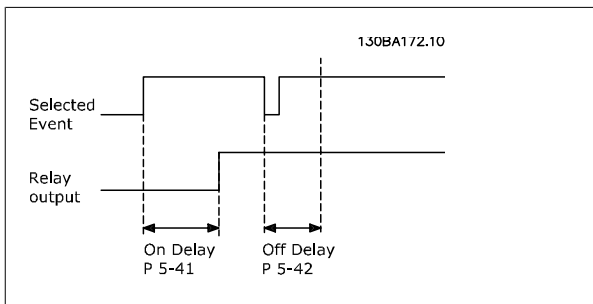 130BA172.10
Selected
Event
Relay
output
On Delay
P 5-41
Off Delay
P 5-42